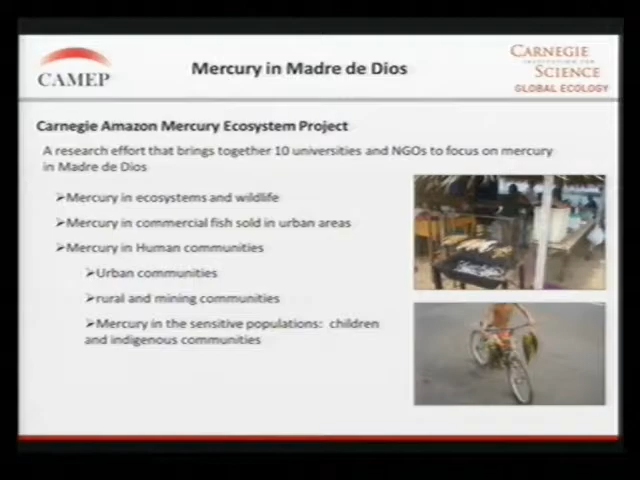 CAMEP
Mercury in Madre de Dios
CARNEGIE
INSTITUTION FOR
SCIENCE
GLOBAL ECOLOGY
Carnegie Amazon Mercury Ecosystem Project
A research effort that brings together 10 universities and NGOs to focus on mercury
in Madre de Dios
➢Mercury in ecosystems and wildlife
➢Mercury in commercial fish sold in urban areas
➢Mercury in Human communities
➢Urban communities
➢rural and mining communities
➢Mercury in the sensitive populations: children
and indigenous communities